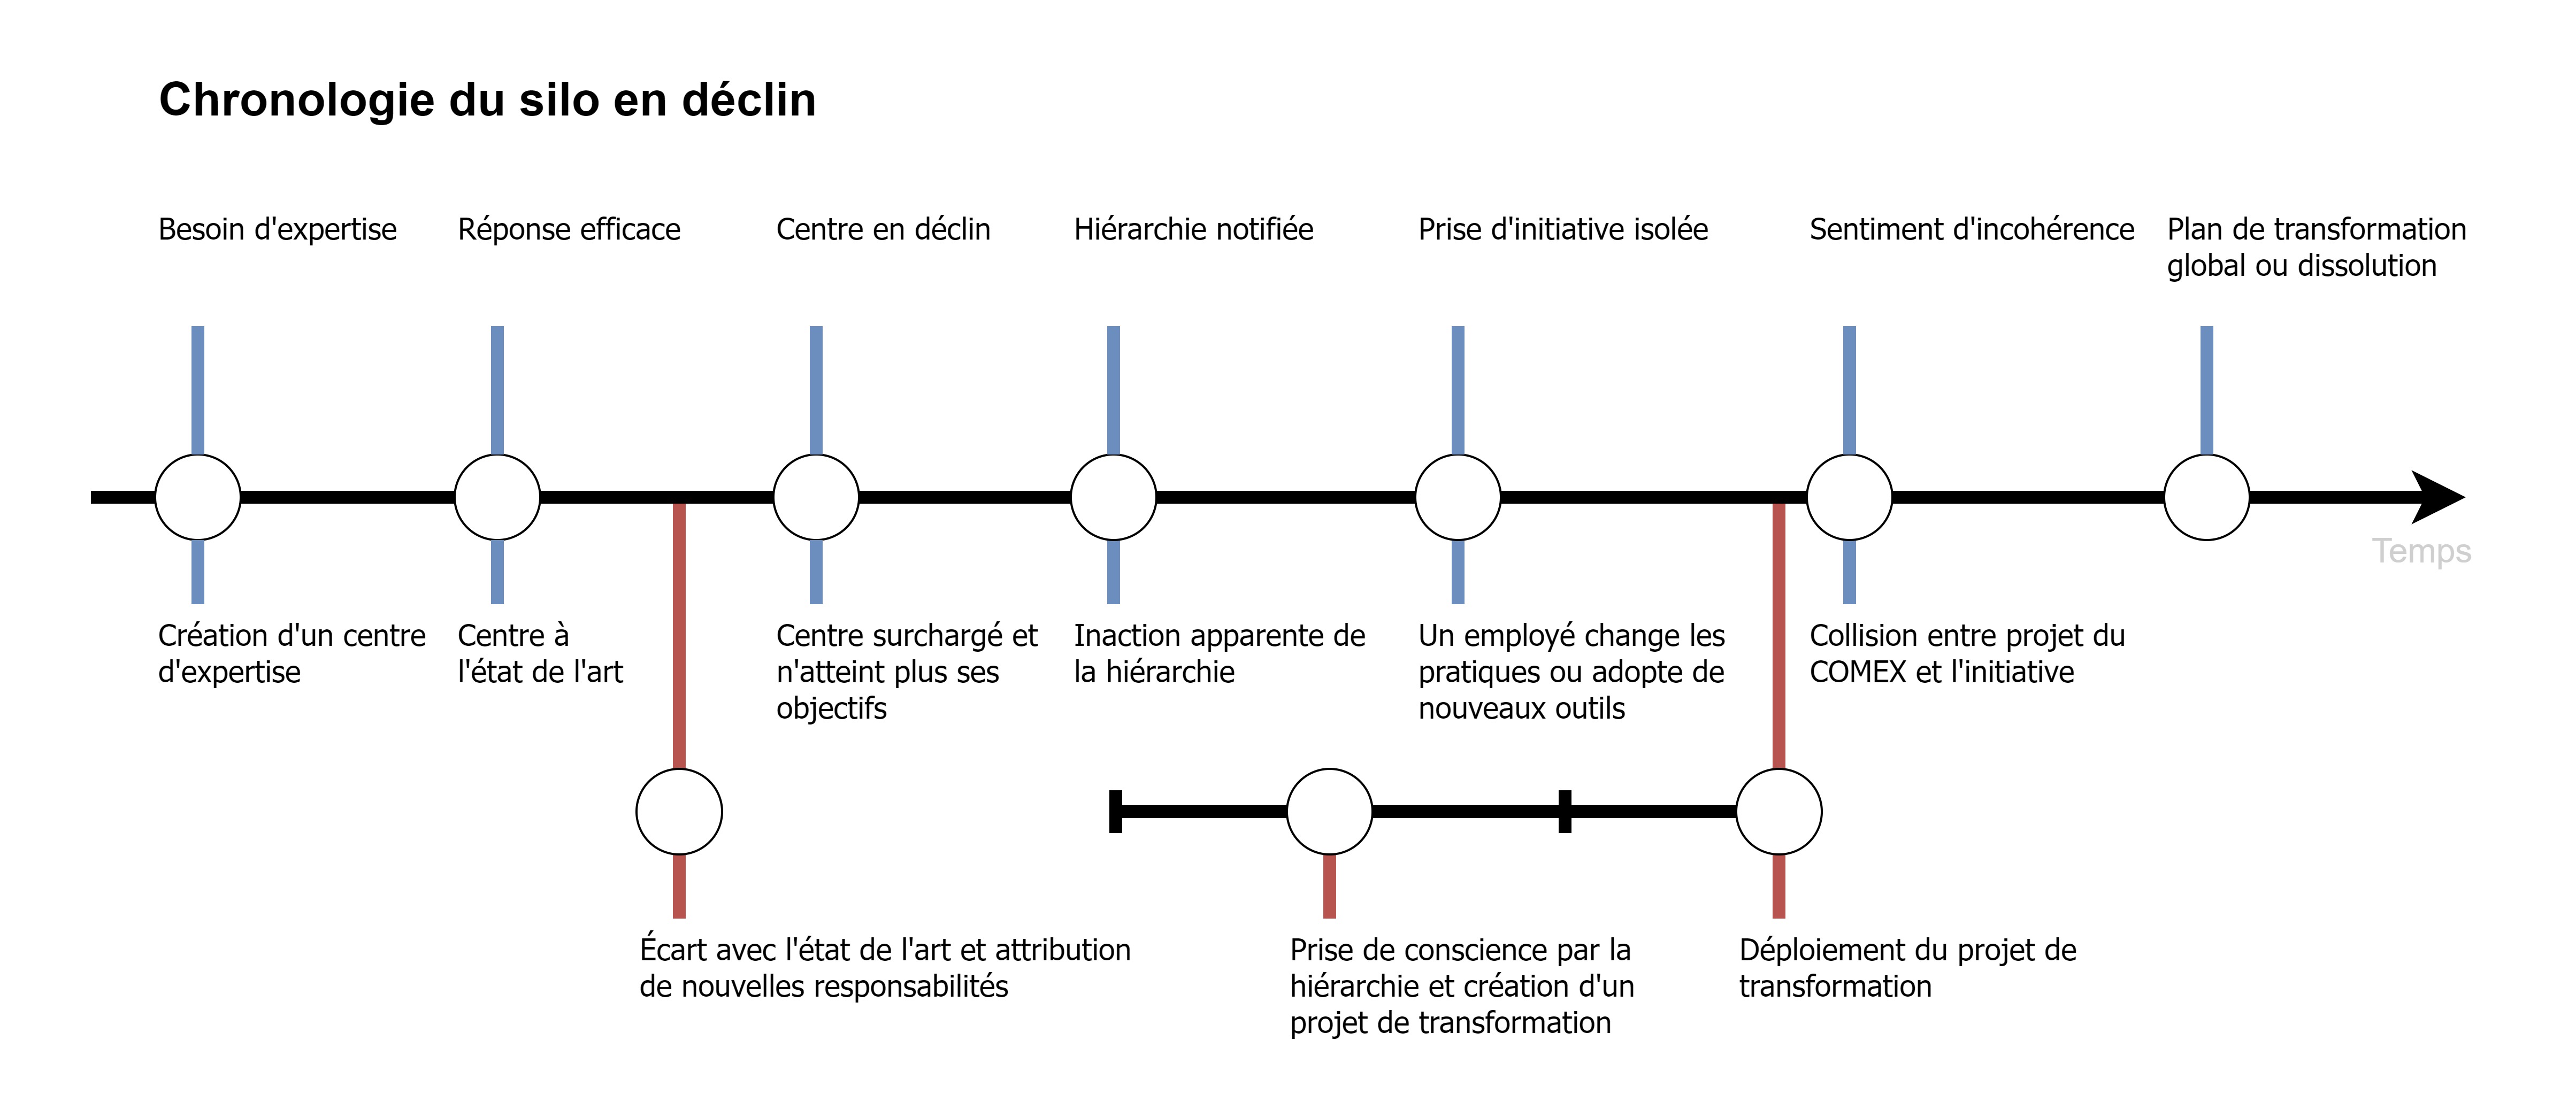 Chronologie du silo en déclin
Besoin d'expertise
Réponse efficace
Centre en déclin
Hiérarchie notifiée
Prise d'initiative isolée
Sentiment d'incohérence
Plan de transformation
global ou dissolution
Temps
Création d'un centre
d'expertise
Centre à
l'état de l'art
Centre surchargé et
n'atteint plus ses
objectifs
Inaction apparente de
la hiérarchie
Un employé change les
pratiques ou adopte de
nouveaux outils
Collision entre projet du
COMEX et l'initiative
Écart avec l'état de l'art et attribution
de nouvelles responsabilités
Prise de conscience par la
hiérarchie et création d'un
projet de transformation
Déploiement du projet de
transformation